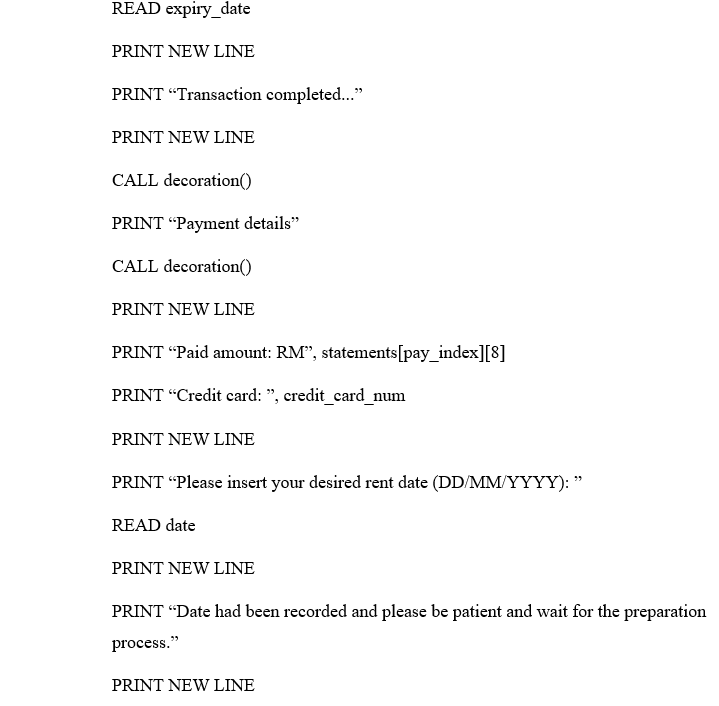 READ expiry_date
PRINT NEW LINE
PRINT “Transaction completed...”
PRINT NEW LINE
CALL decoration()
PRINT “Payment details”
CALL decoration()
PRINT NEW LINE
PRINT “Paid amount: RM”, statements[pay_index][8]
PRINT “Credit card: ”, credit_card_num
PRINT NEW LINE
PRINT “Please insert your desired rent date (DD/MM/YYYY): ”
READ date
PRINT NEW LINE
PRINT “Date had been recorded and please be patient and wait for the preparation
process.”
PRINT NEW LINE